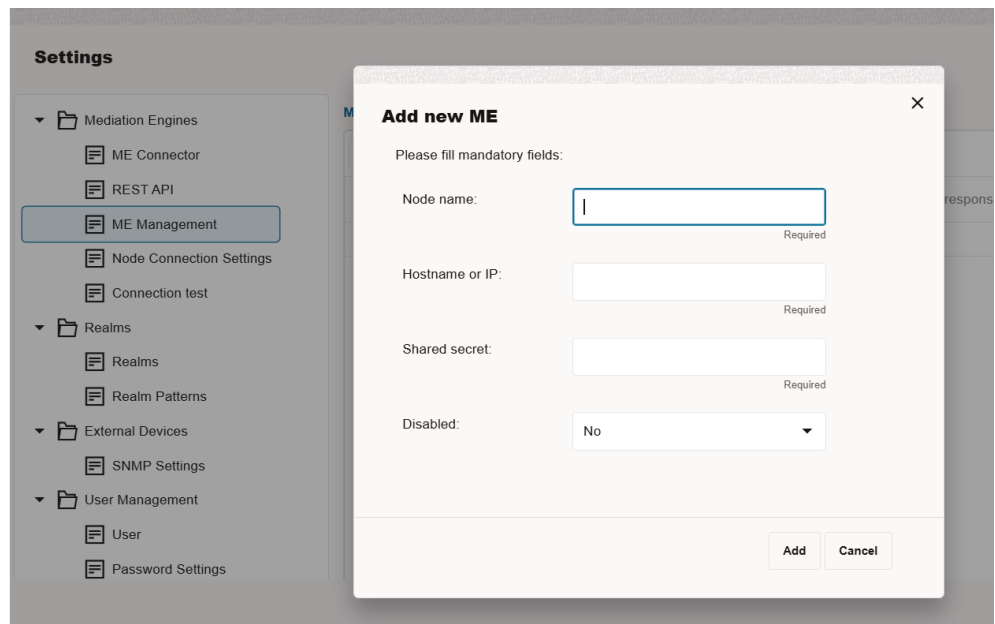 Settings
Mediation Engines
ME Connector
REST API
ME Management
Node Connection Settings
Connection test
Realms
Realms
Realm Patterns
External Devices
SNMP Settings
User Management
User
Password Settings
M
Add new ME
Please fill mandatory fields:
Node name:
Required
Hostname or IP:
Required
Shared secret:
Required
Disabled:
No
Add
Cancel
respons